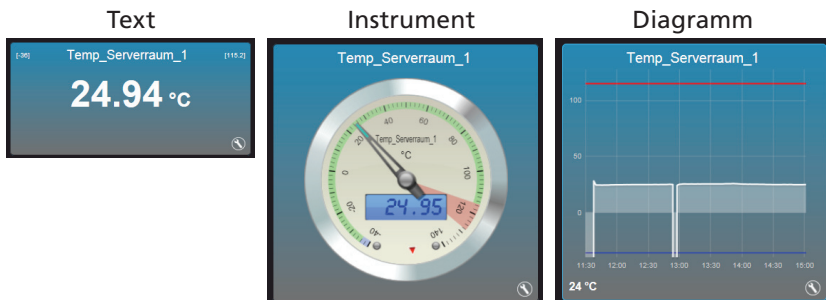 Text
[-36] Temp_Serverraum_1 [115.2]
24.94 °C
Instrument
Temp_Serverraum_1
-40 -20 0 20 40 60 80 100 120 140
Temp_Serverraum_1
°C
24.95
Diagramm
Temp_Serverraum_1
100
50
0
11:30 12:00 12:30 13:00 13:30 14:00 14:30 15:00
24 °C